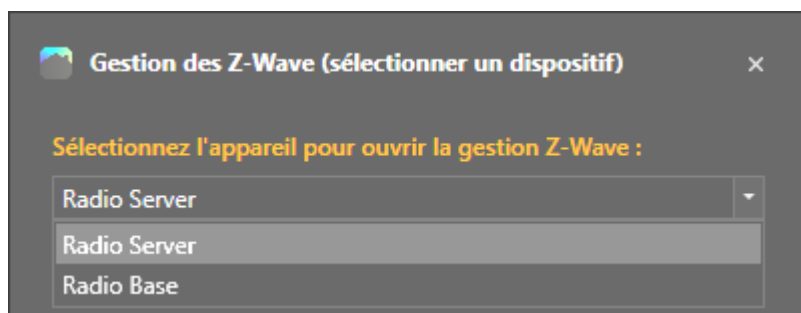 Gestion des Z-Wave (sélectionner un dispositif)
Sélectionnez l'appareil pour ouvrir la gestion Z-Wave :
Radio Server
Radio Server
Radio Base